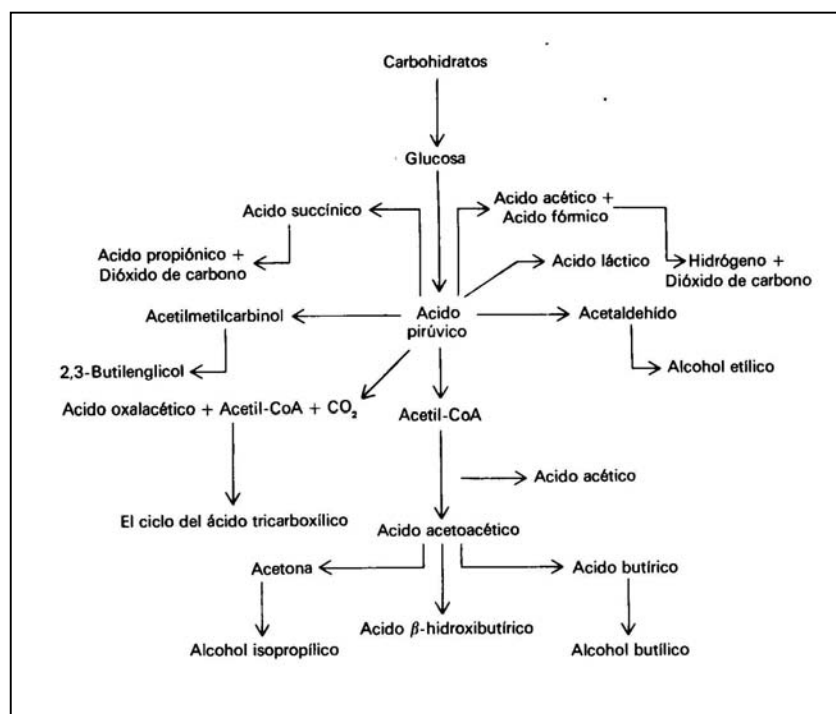 Carbohidratos
Glucosa
Acido succínico
Acido acético +
Acido fórmico
Acido propiónico +
Dióxido de carbono
Acido láctico
Hidrógeno +
Dióxido de carbono
Acetilmetilcarbinol
Acido
pirúvico
Acetaldehído
2,3-Butilenglicol
Alcohol etílico
Acido oxalacético + Acetil-CoA + CO₂
Acetil-CoA
Acido acético
El ciclo del ácido tricarboxílico
Acido acetoacético
Acetona
Acido butírico
Acido β-hidroxibutírico
Alcohol isopropílico
Alcohol butílico